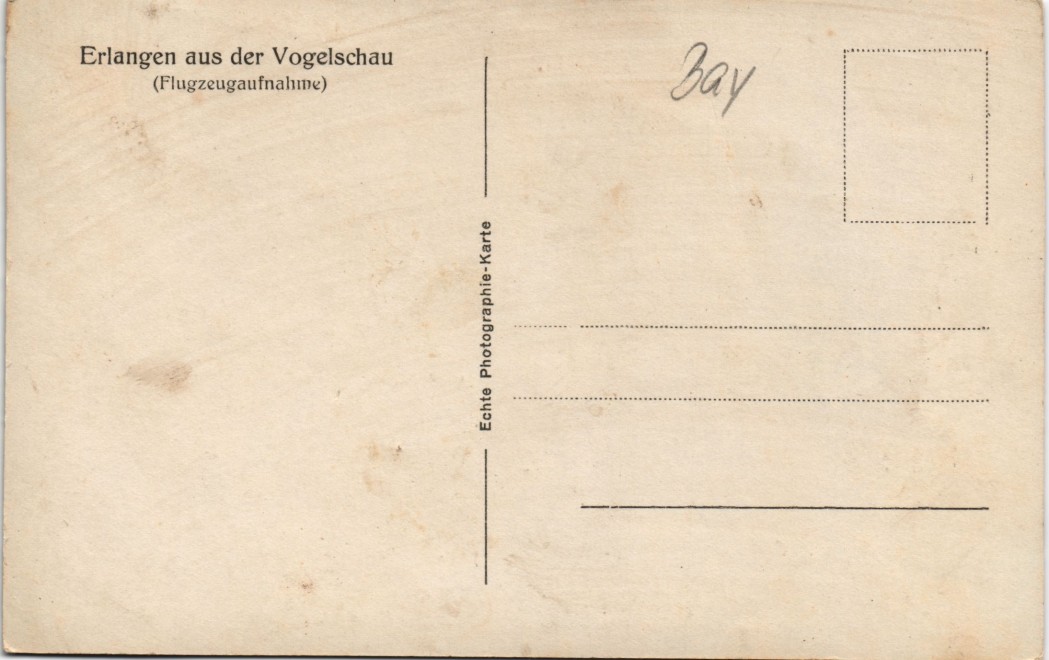 Erlangen aus der Vogelschau
(Flugzeugaufnahme)
Echte Photographie-Karte
Bay